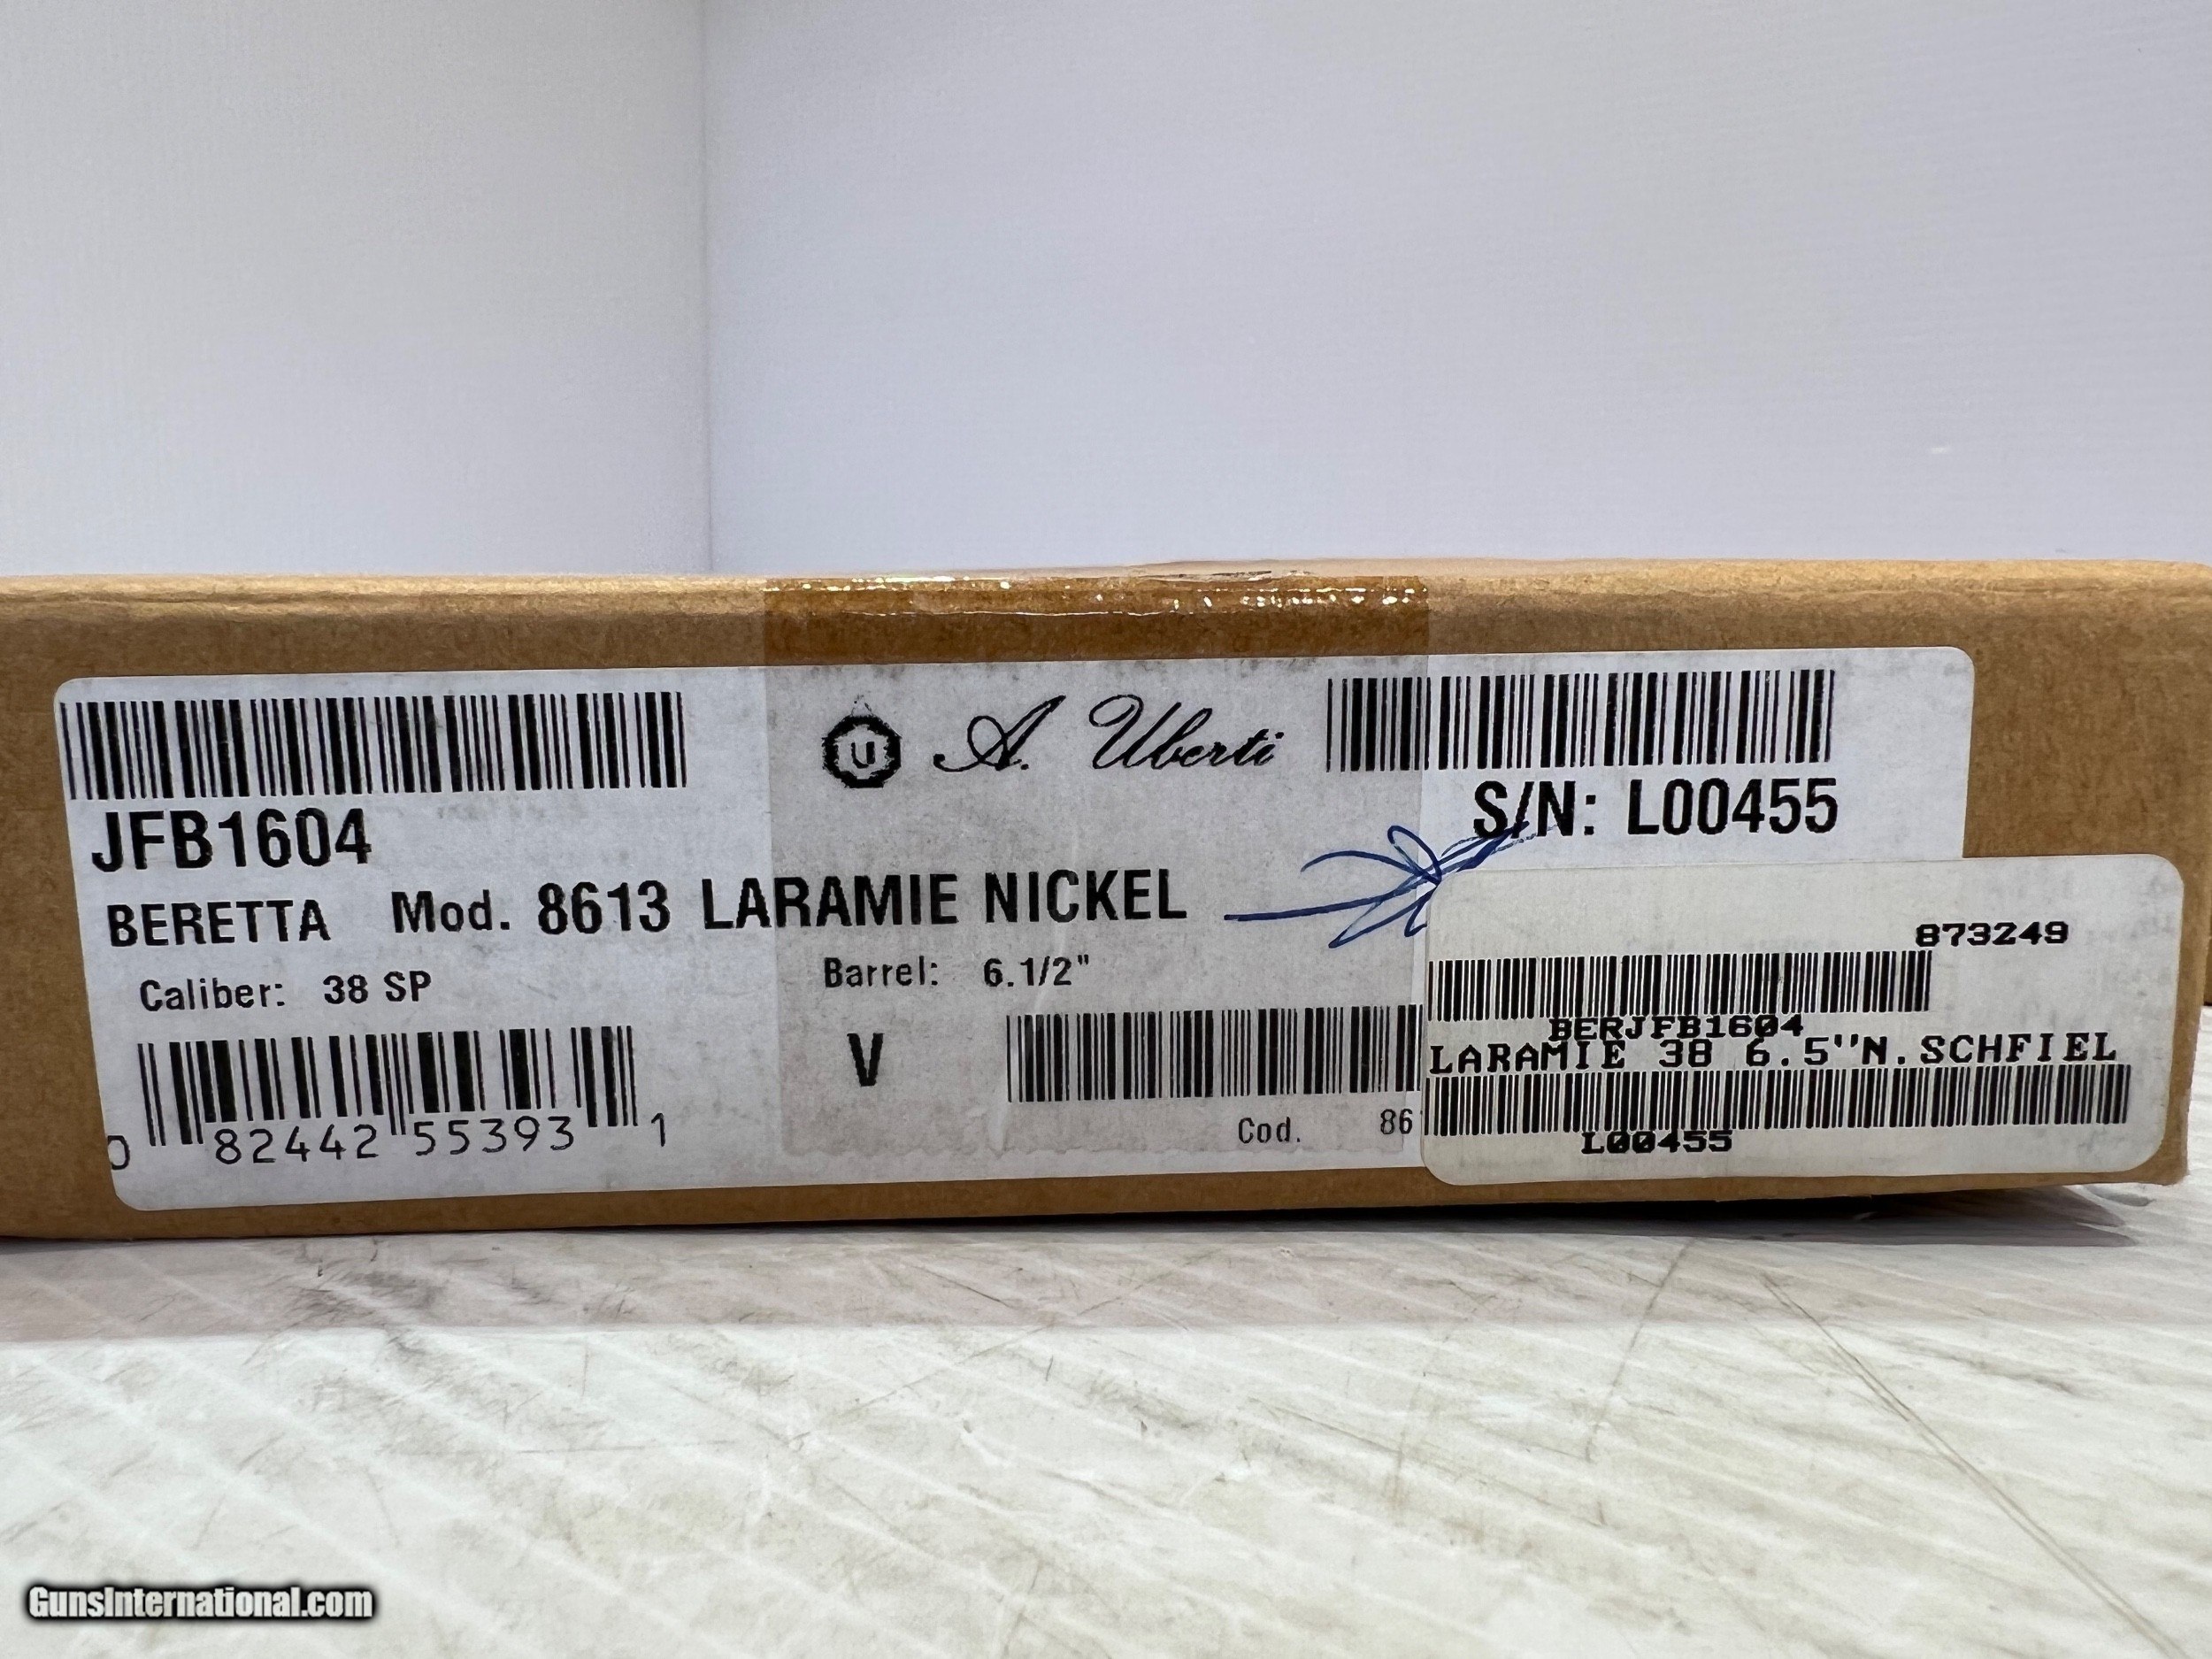 U A. Uberti
JFB1604
S/N: L00455
BERETTA Mod. 8613 LARAMIE NICKEL
Caliber: 38 SP
Barrel: 6.1/2"
V
0 82442 55393 1
Cod. 86
873249
BERJFB1604
LARAMIE 38 6.5"N.SCHFIEL
L00455
GunsInternational.com